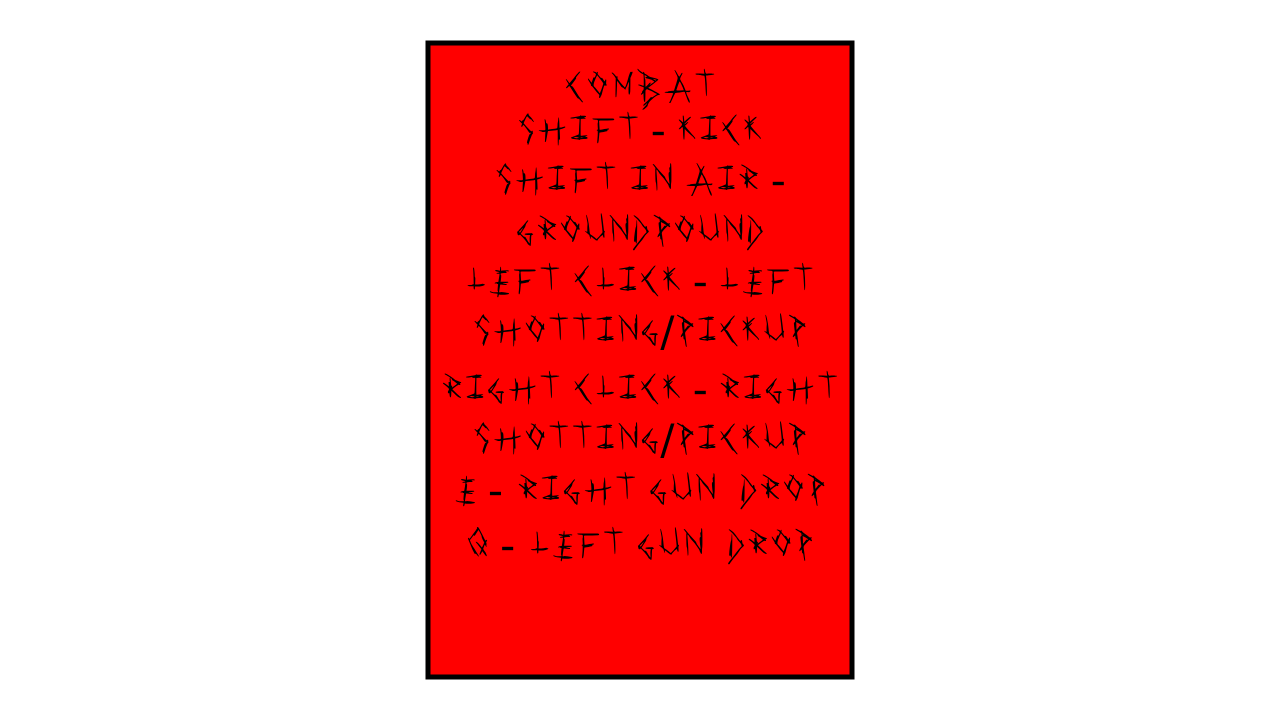 COMBAT
SHIFT - KICK
SHIFT IN AIR -
GROUNDPOUND
LEFT CLICK - LEFT
SHOTTING/PICKUP
RIGHT CLICK - RIGHT
SHOTTING/PICKUP
E - RIGHT GUN DROP
Q - LEFT GUN DROP